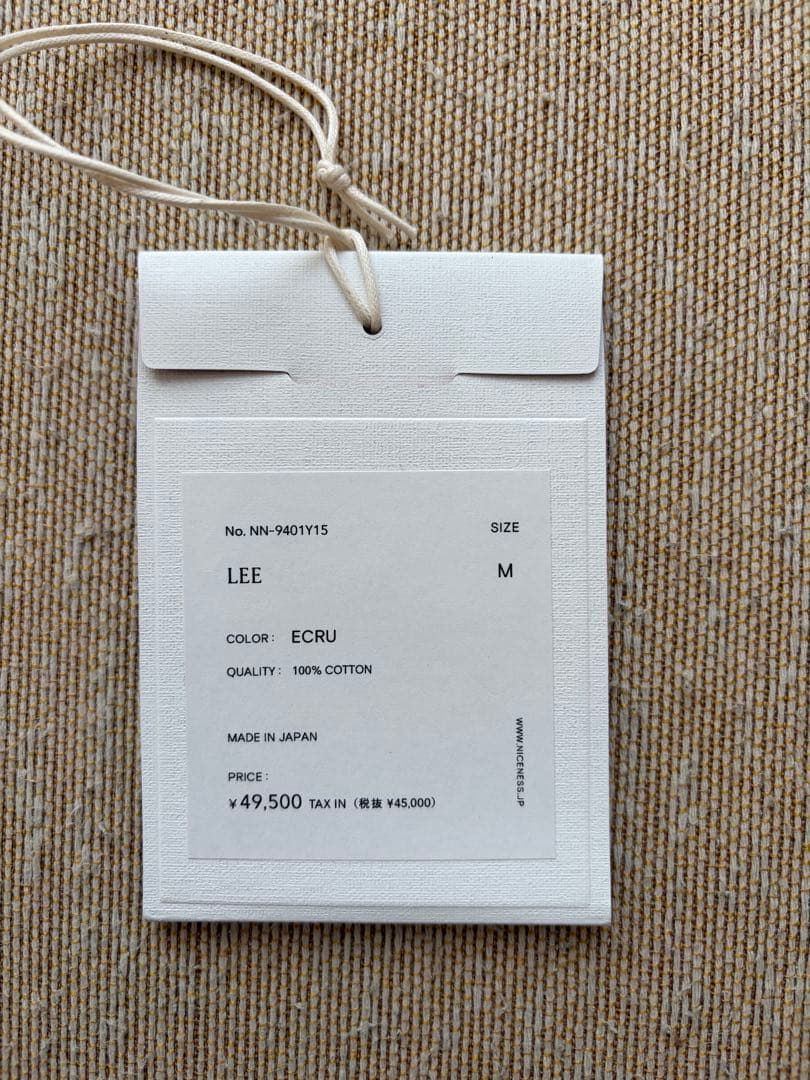 No. NN-9401Y15
SIZE
LEE
M
COLOR : ECRU
QUALITY : 100% COTTON
MADE IN JAPAN
PRICE :
¥49,500 TAX IN（税抜 ¥45,000）
WWW.NICENESS.JP